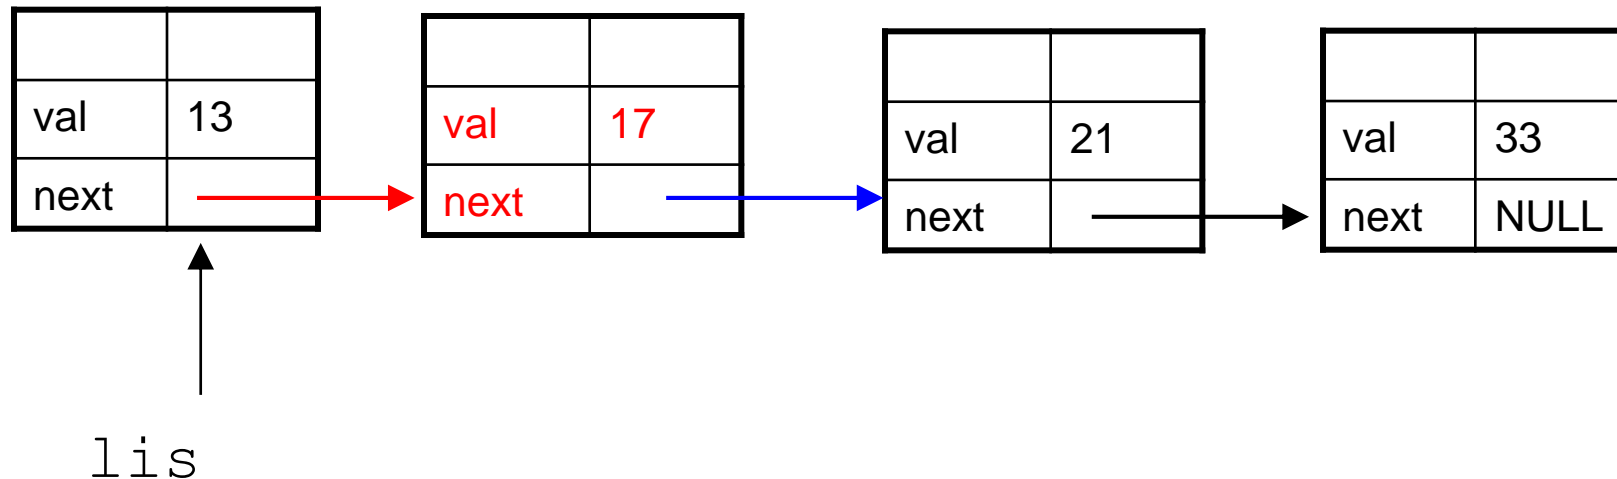 val 13
next
val 17
next
val 21
next
val 33
next NULL
lis